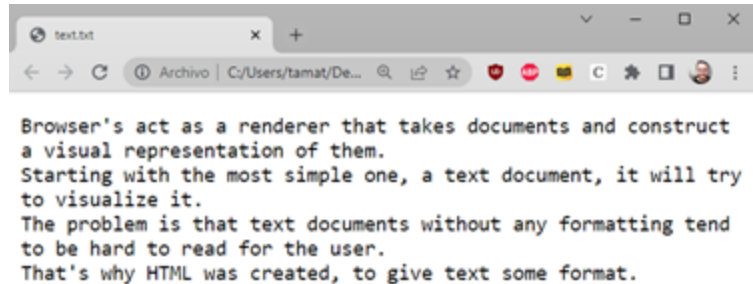 text.txt
Archivo | C:/Users/tamat/De...
ABP
C
Browser's act as a renderer that takes documents and construct
a visual representation of them.
Starting with the most simple one, a text document, it will try
to visualize it.
The problem is that text documents without any formatting tend
to be hard to read for the user.
That's why HTML was created, to give text some format.